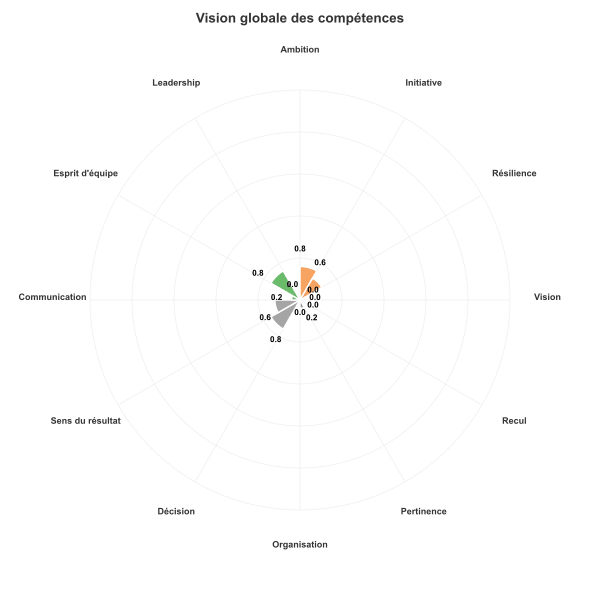 Vision globale des compétences
Ambition
Leadership
Initiative
Esprit d'équipe
Résilience
0.8
0.6
0.8
0.0
0.0
Communication
0.2
0.0
Vision
0.0
0.6
0.0
0.2
0.8
Sens du résultat
Recul
Décision
Pertinence
Organisation